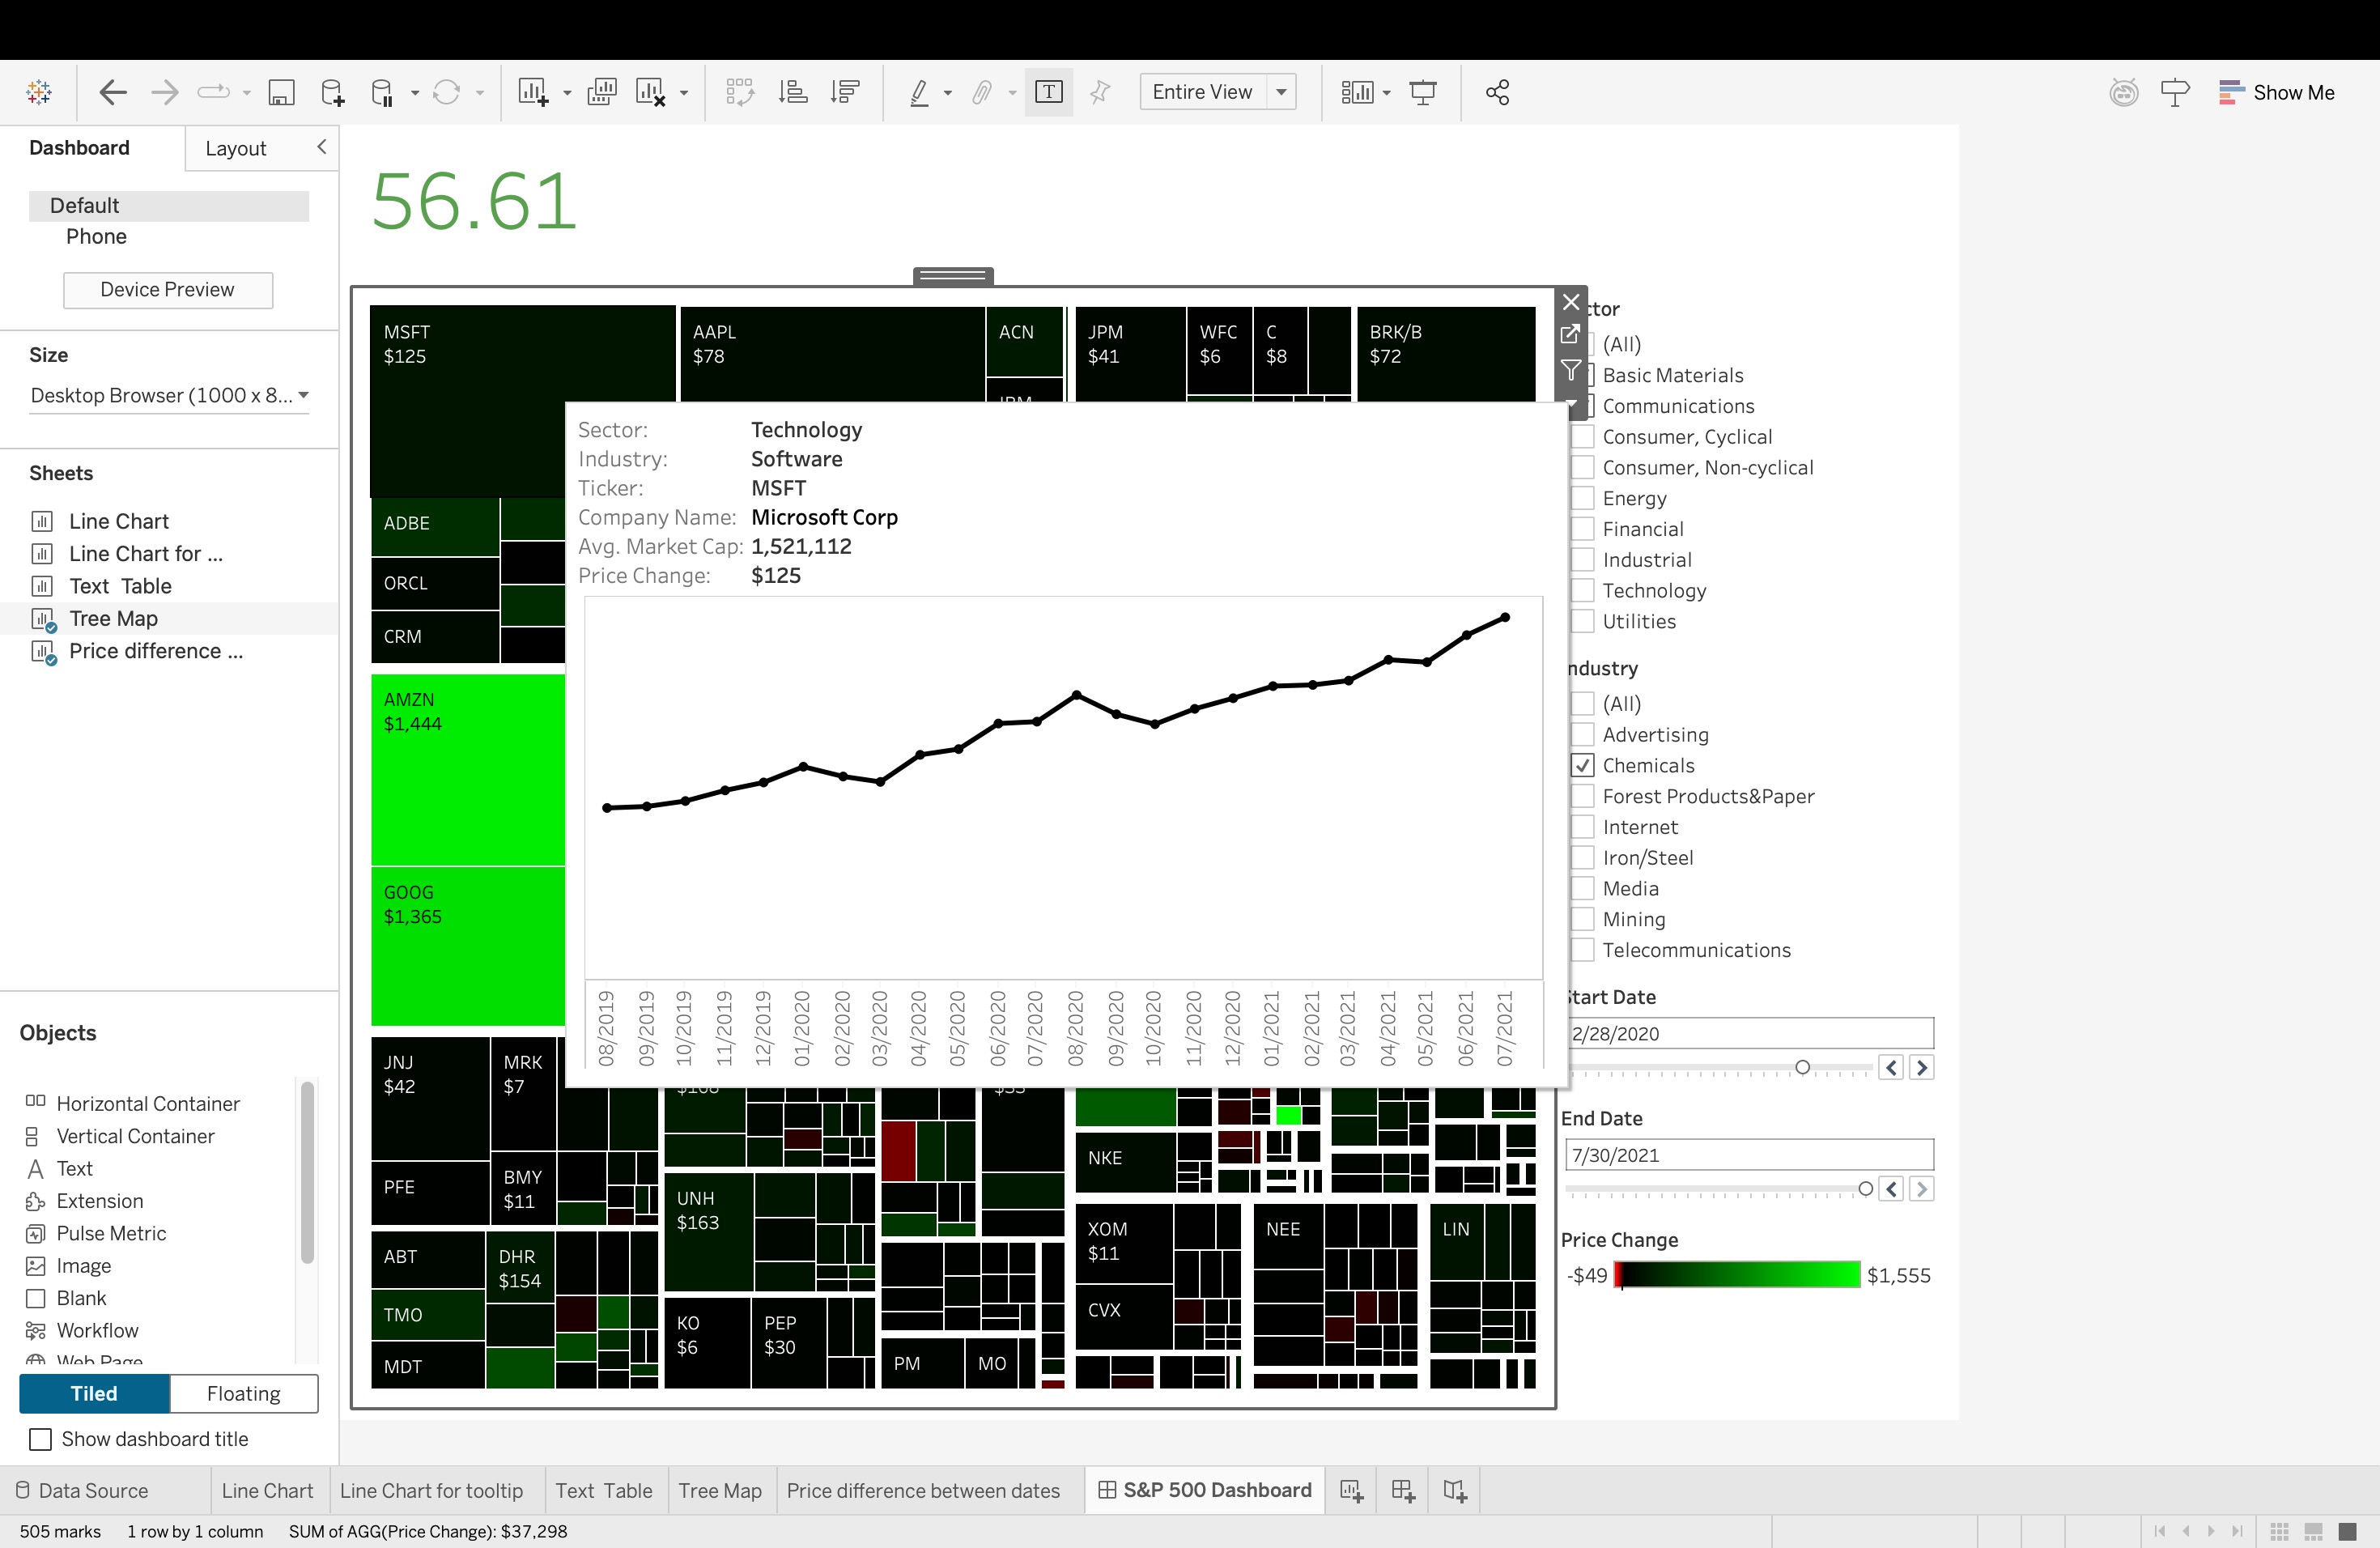 Entire View
Show Me
Dashboard
Layout
Default
Phone
Device Preview
Size
Desktop Browser (1000 x 8...
Sheets
Line Chart
Line Chart for ...
Text Table
Tree Map
Price difference ...
Objects
Horizontal Container
Vertical Container
Text
Extension
Pulse Metric
Image
Blank
Workflow
Web Page
Tiled
Floating
Show dashboard title
56.61
MSFT
$125
AAPL
$78
ACN
JPM
$41
WFC
$6
C
$8
BRK/B
$72
ADBE
ORCL
CRM
AMZN
$1,444
GOOG
$1,365
Sector: Technology
Industry: Software
Ticker: MSFT
Company Name: Microsoft Corp
Avg. Market Cap: 1,521,112
Price Change: $125
08/2019
09/2019
10/2019
11/2019
12/2019
01/2020
02/2020
03/2020
04/2020
05/2020
06/2020
07/2020
08/2020
09/2020
10/2020
11/2020
12/2020
01/2021
02/2021
03/2021
04/2021
05/2021
06/2021
07/2021
JNJ
$42
MRK
$7
PFE
BMY
$11
ABT
DHR
$154
TMO
MDT
UNH
$163
KO
$6
PEP
$30
PM
MO
NKE
XOM
$11
CVX
NEE
LIN
ctor
(All)
Basic Materials
Communications
Consumer, Cyclical
Consumer, Non-cyclical
Energy
Financial
Industrial
Technology
Utilities
ndustry
(All)
Advertising
Chemicals
Forest Products&Paper
Internet
Iron/Steel
Media
Mining
Telecommunications
tart Date
2/28/2020
End Date
7/30/2021
Price Change
-$49
$1,555
Data Source
Line Chart
Line Chart for tooltip
Text Table
Tree Map
Price difference between dates
S&P 500 Dashboard
505 marks
1 row by 1 column
SUM of AGG(Price Change): $37,298